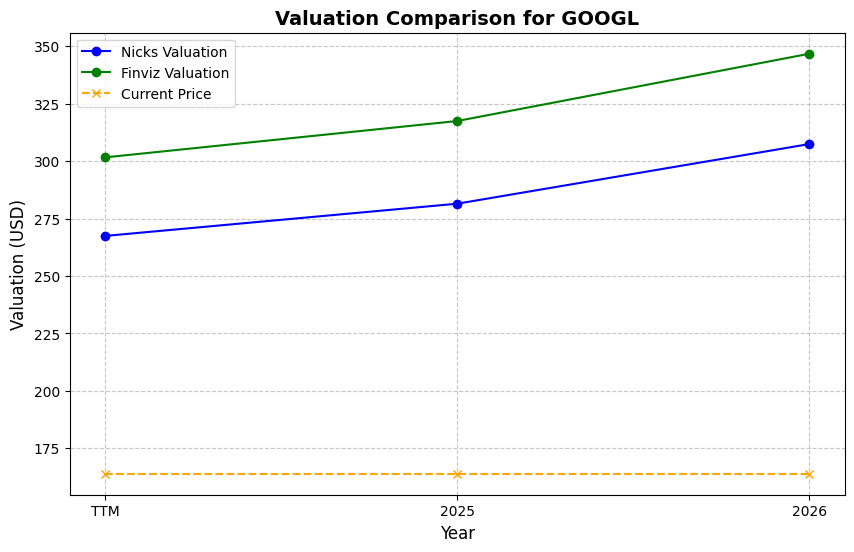 Valuation Comparison for GOOGL
Nicks Valuation
Finviz Valuation
Current Price
Valuation (USD)
350
325
300
275
250
225
200
175
TTM
2025
2026
Year